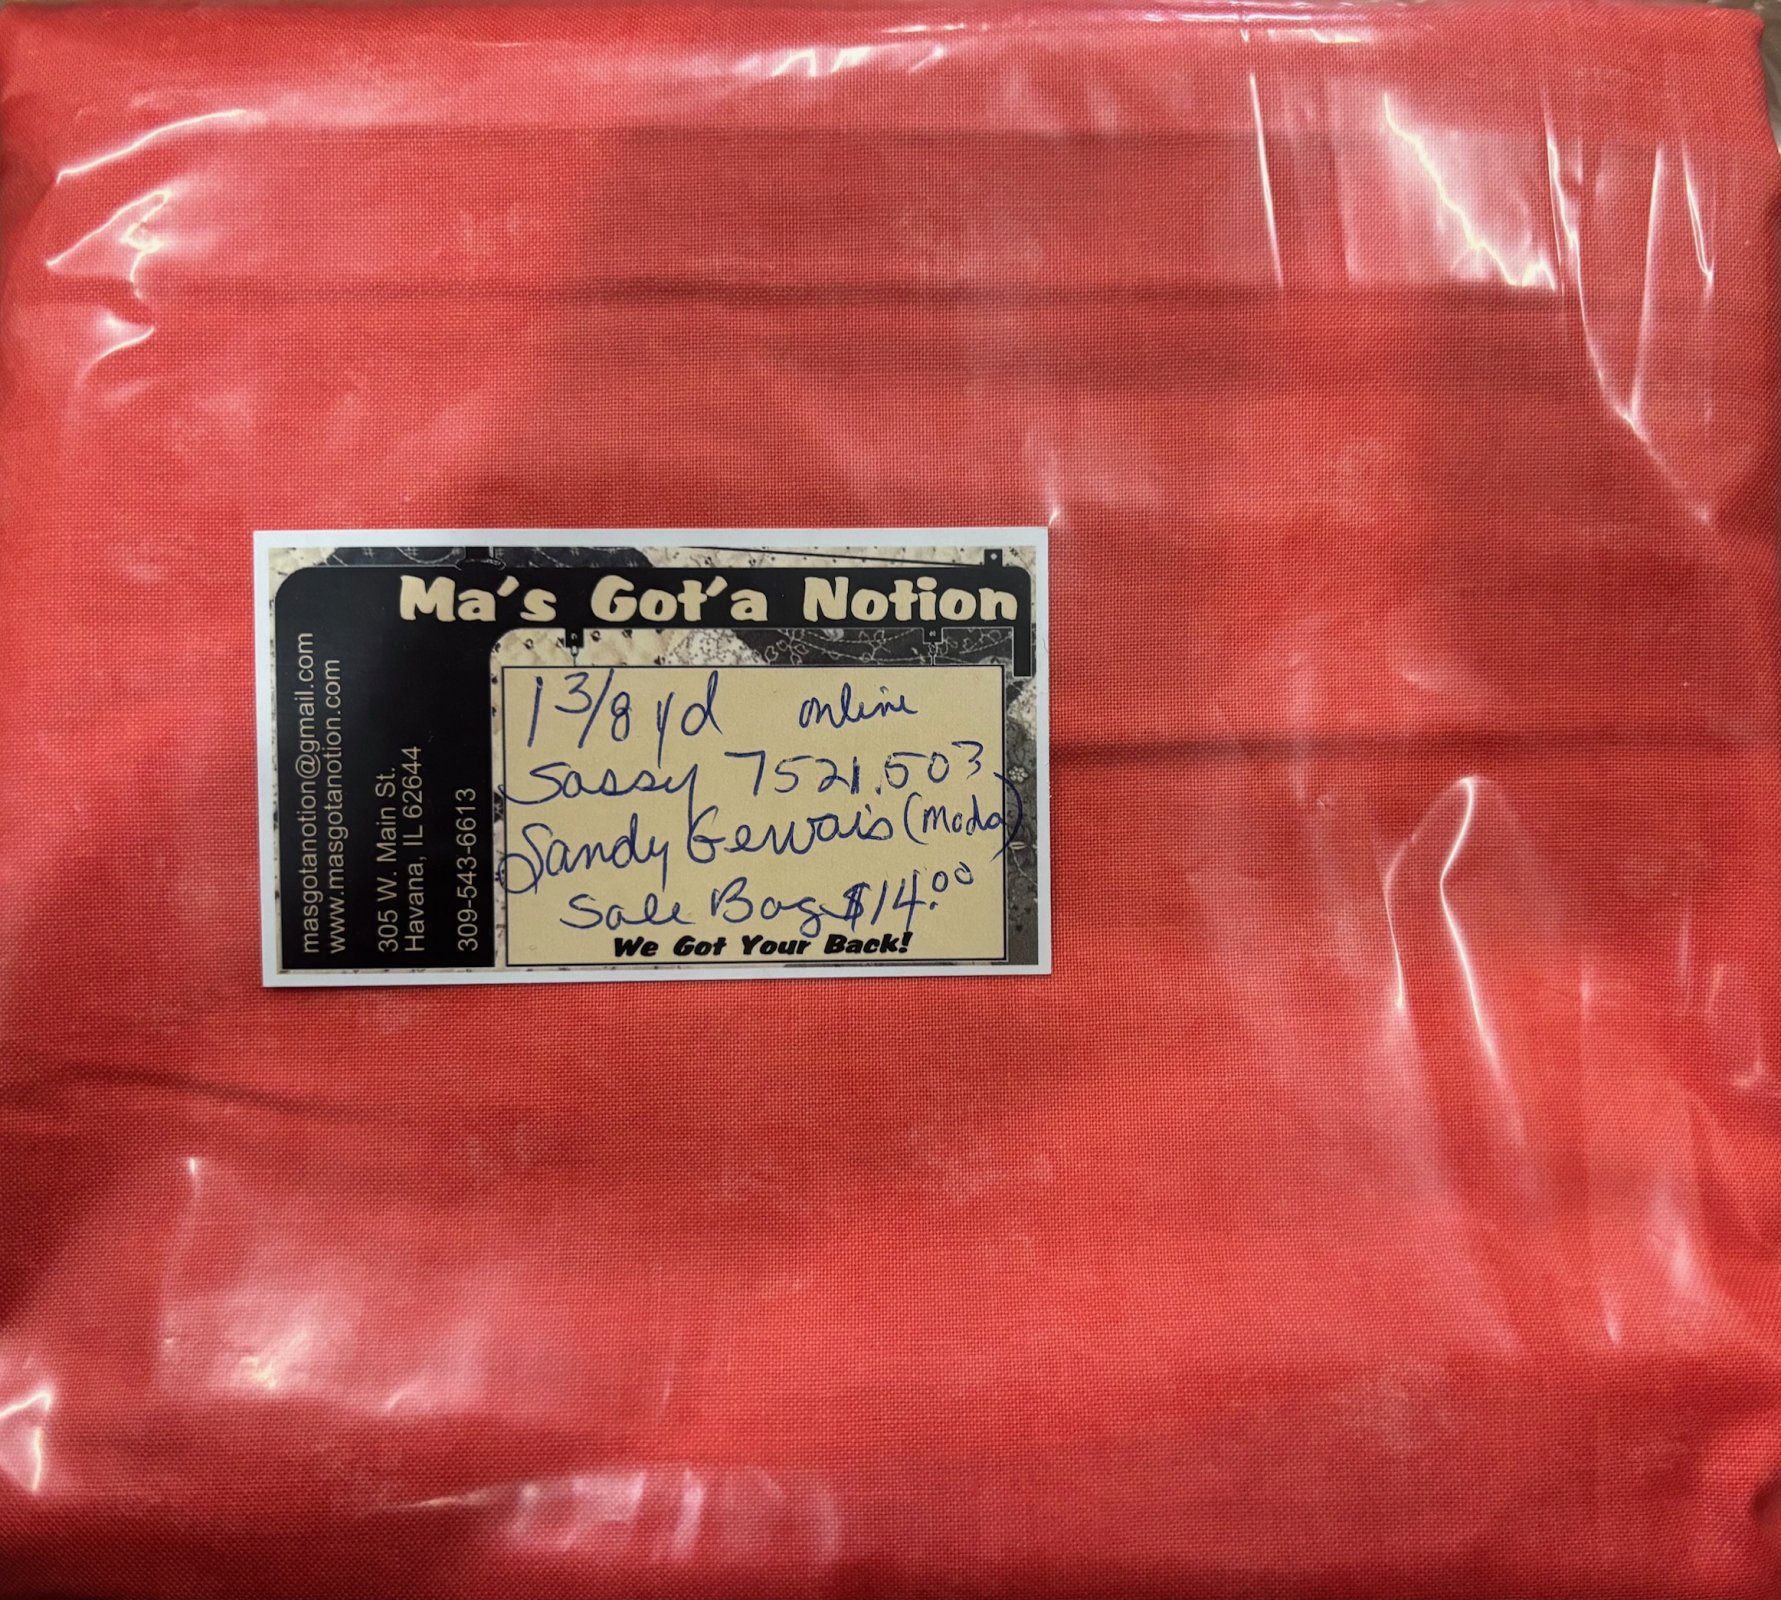 Ma's Got'a Notion
masgotanotion@gmail.com
www.masgotanotion.com
305 W. Main St.
Havana, IL 62644
309-543-6613
1 3/8 yd online
Sassy 7521.503
Sandy Gervais (Moda)
Sale Bag $14.00
We Got Your Back!